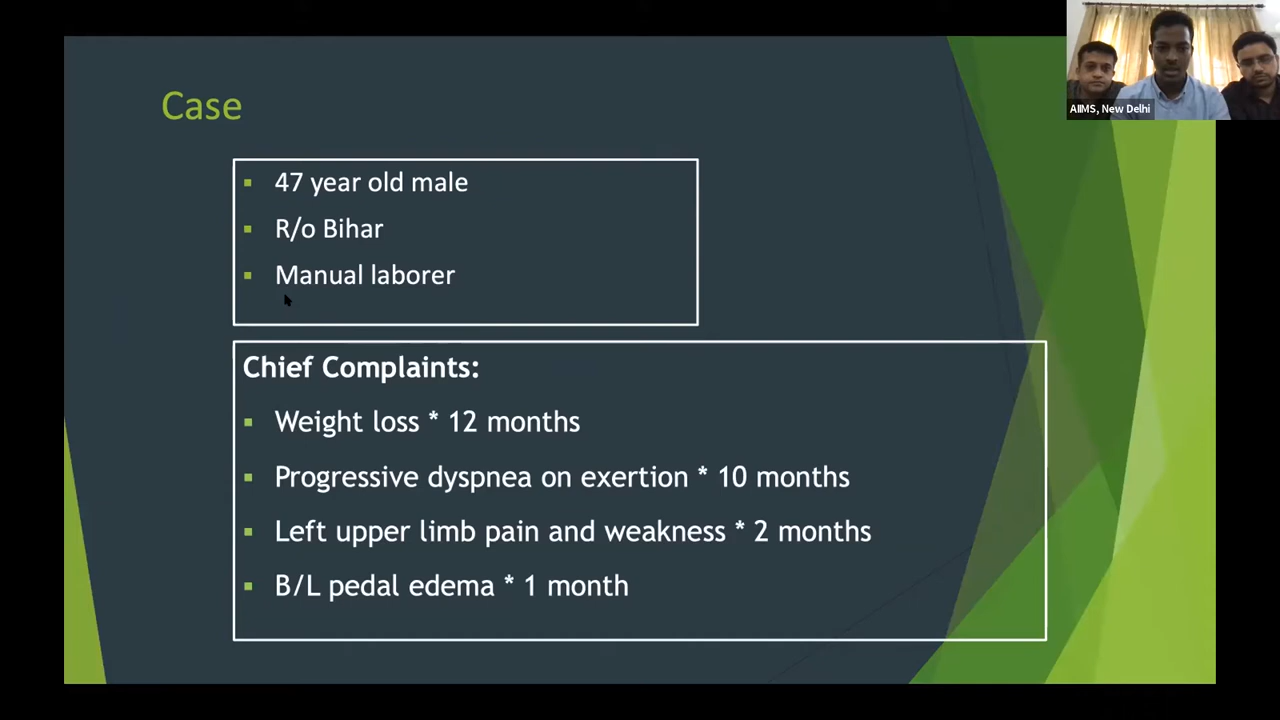 Case
47 year old male
R/o Bihar
Manual laborer
Chief Complaints:
Weight loss * 12 months
Progressive dyspnea on exertion * 10 months
Left upper limb pain and weakness * 2 months
B/L pedal edema * 1 month
AIIMS, New Delhi